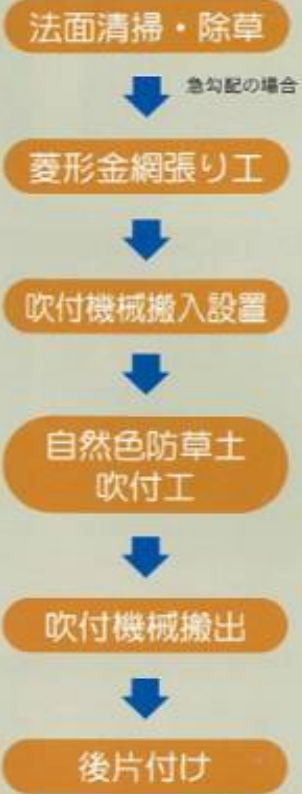 法面清掃・除草
急勾配の場合
菱形金網張り工
吹付機械搬入設置
自然色防草土
吹付工
吹付機械搬出
後片付け